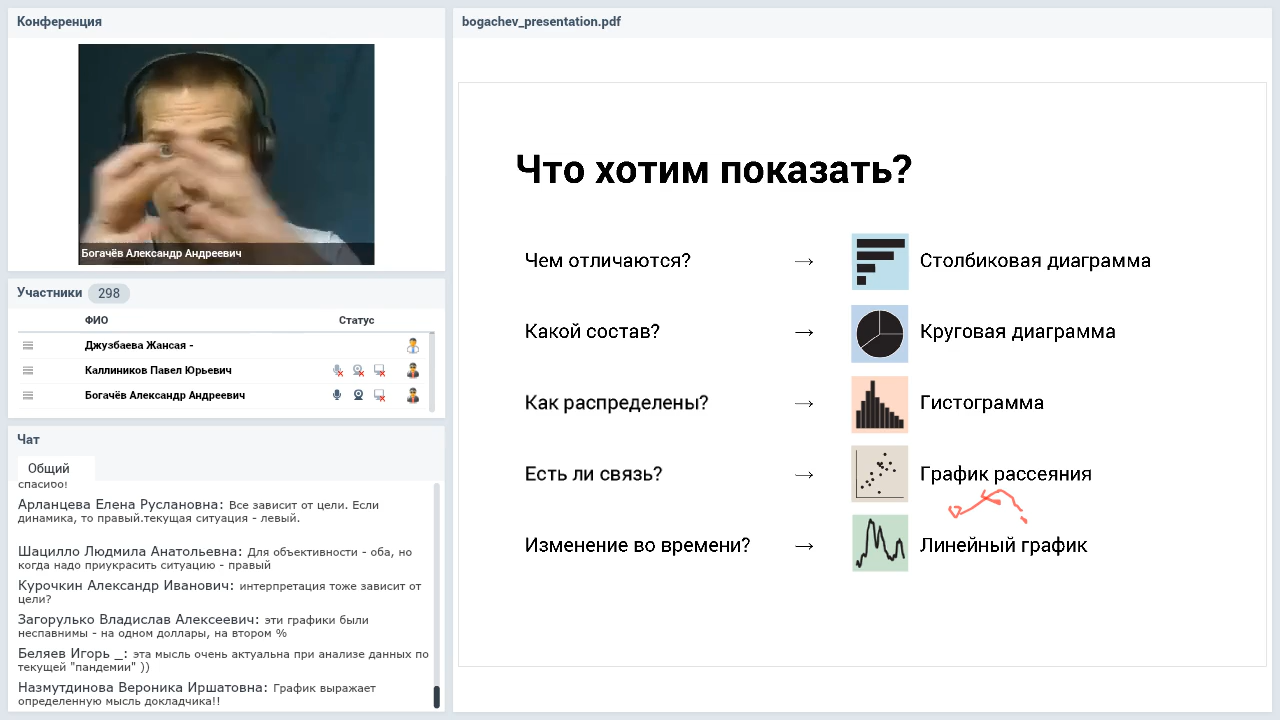 Конференция
Богачёв Александр Андреевич
Участники 298
ФИО Статус
Джузбаева Жансая -
Каллиников Павел Юрьевич
Богачёв Александр Андреевич
Чат
Общий
спасибо!
Арланцева Елена Руслановна: Все зависит от цели. Если
динамика, то правый.текущая ситуация - левый.
Шацилло Людмила Анатольевна: Для объективности - оба, но
когда надо приукрасить ситуацию - правый
Курочкин Александр Иванович: интерпретация тоже зависит от
цели?
Загорулько Владислав Алексеевич: эти графики были
неспавнимы - на одном доллары, на втором %
Беляев Игорь _: эта мысль очень актуальна при анализе данных по
текущей "пандемии" ))
Назмутдинова Вероника Иршатовна: График выражает
определенную мысль докладчика!!
bogachev_presentation.pdf
Что хотим показать?
Чем отличаются? → Столбиковая диаграмма
Какой состав? → Круговая диаграмма
Как распределены? → Гистограмма
Есть ли связь? → График рассеяния
Изменение во времени? → Линейный график